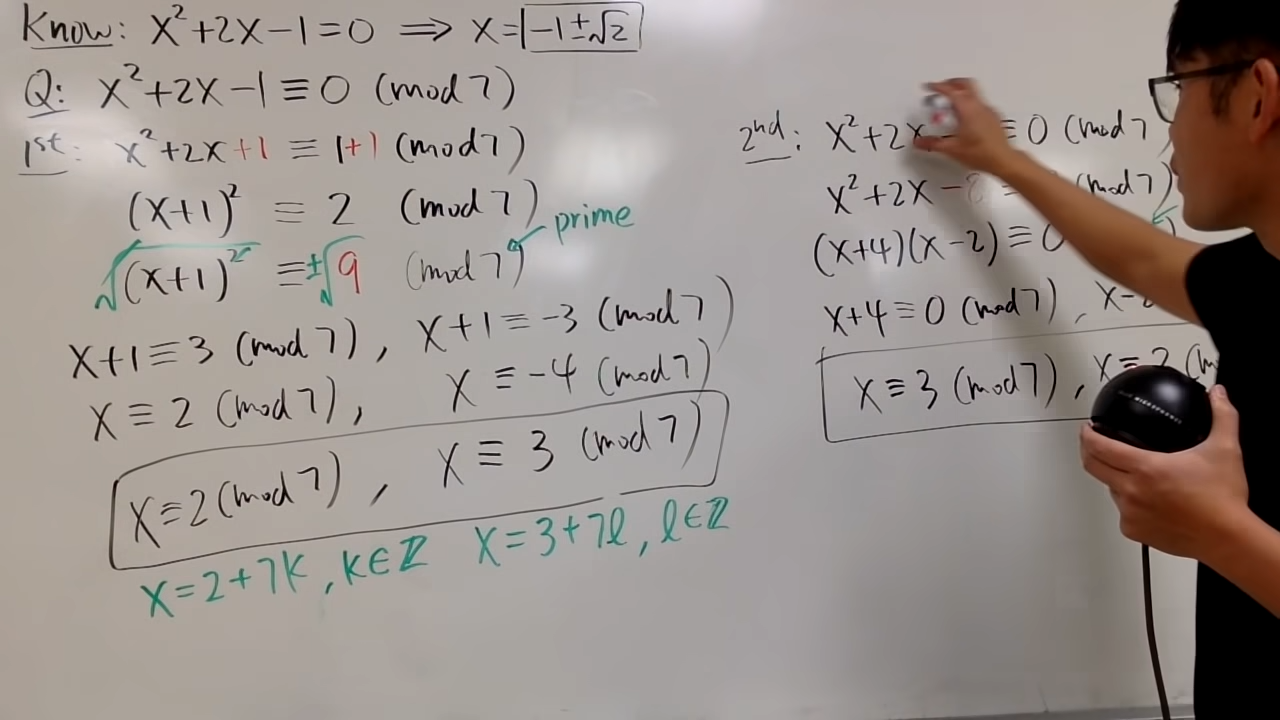 Know: x²+2x-1=0 ⟹ x=-1±√2
Q: x²+2x-1≡0 (mod 7)
1st: x²+2x+1 ≡ 1+1 (mod 7)
(x+1)² ≡ 2 (mod 7)
√(x+1)² ≡ ±√9 (mod 7) prime
x+1≡3 (mod 7), x+1≡-3 (mod 7)
x≡2 (mod 7), x≡-4 (mod 7)
x≡2 (mod 7), x≡3 (mod 7)
x=2+7k, k∈ℤ x=3+7l, l∈ℤ
2nd: x²+2x ≡0 (mod 7
x²+2x-8 (mod 7)
(x+4)(x-2)≡0
x+4≡0 (mod 7), x-2
x≡3 (mod 7), x≡2 (m